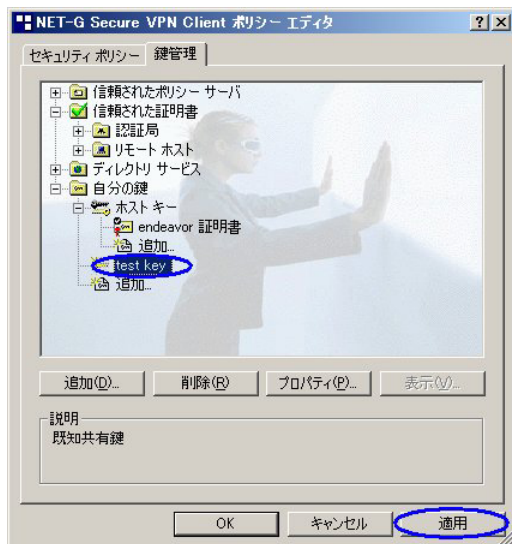 NET-G Secure VPN Client ポリシー エディタ
セキュリティ ポリシー 鍵管理
信頼されたポリシー サーバ
信頼された証明書
認証局
リモート ホスト
ディレクトリ サービス
自分の鍵
ホスト キー
endeavor 証明書
追加...
test key
追加...
追加(D)... 削除(R) プロパティ(P)... 表示(V)...
説明
既知共有鍵
OK キャンセル 適用